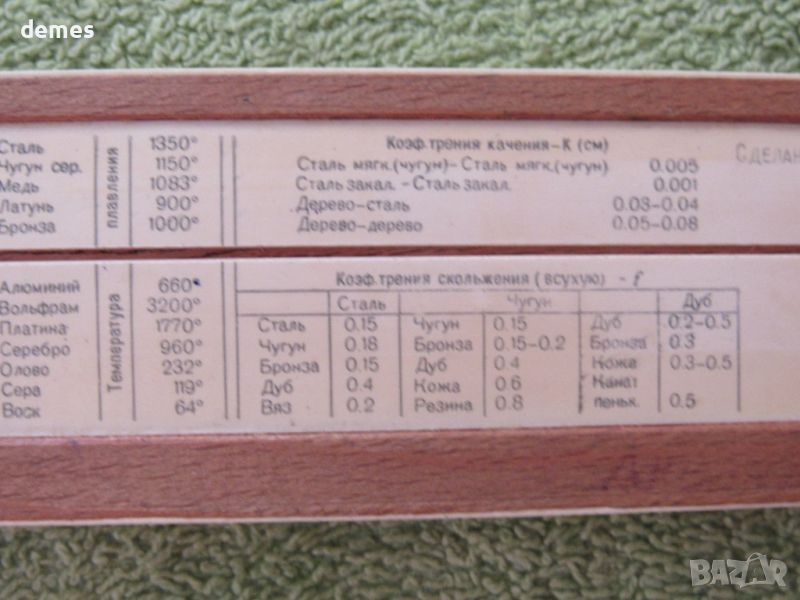 demes
Сталь 1350°
Чугун сер. 1150°
Медь 1083°
Латунь 900°
Бронза 1000°
плавления
Коэф.трения качения-К (см)
Сталь мягк.(чугун)-Сталь мягк.(чугун) 0.005
Сталь закал. -Сталь закал. 0.001
Дерево-сталь 0.03-0.04
Дерево-дерево 0.05-0.08
СДЕЛАН
Алюминий 660°
Вольфрам 3200°
Платина 1770°
Серебро 960°
Олово 232°
Сера 119°
Воск 64°
Температура
Коэф.трения скольжения (всухую) - f
Сталь Чугун Дуб
Сталь 0.15 Чугун 0.15 Дуб 0.2-0.5
Чугун 0.18 Бронза 0.15-0.2 Бронза 0.3
Бронза 0.15 Дуб 0.4 Кожа 0.3-0.5
Дуб 0.4 Кожа 0.6 Канат
Вяз 0.2 Резина 0.8 пеньк. 0.5
BAZAR